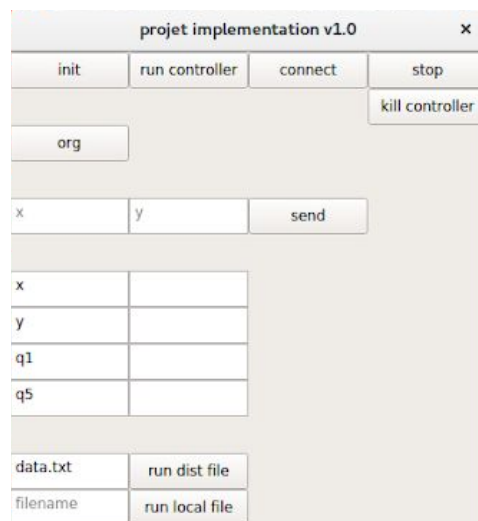 projet implementation v1.0 ×
init run controller connect stop
kill controller
org
x y send
x
y
q1
q5
data.txt run dist file
filename run local file